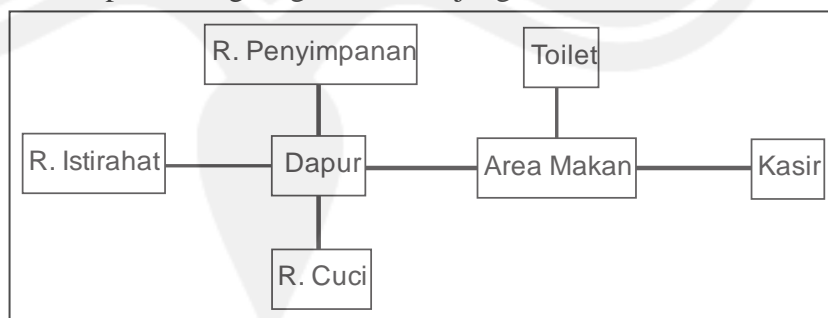 R. Penyimpanan
Toilet
R. Istirahat
Dapur
Area Makan
Kasir
R. Cuci